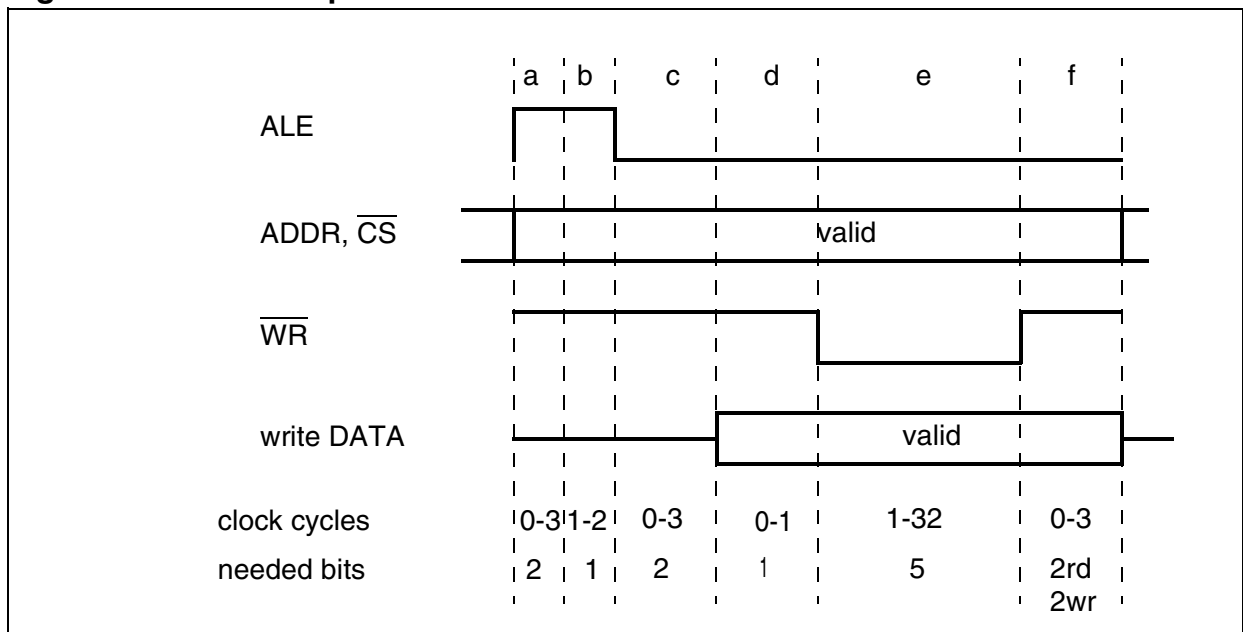 a b c d e f
ALE
ADDR, CS
valid
WR
write DATA
valid
clock cycles 0-3 1-2 0-3 0-1 1-32 0-3
needed bits 2 1 2 1 5 2rd
2wr